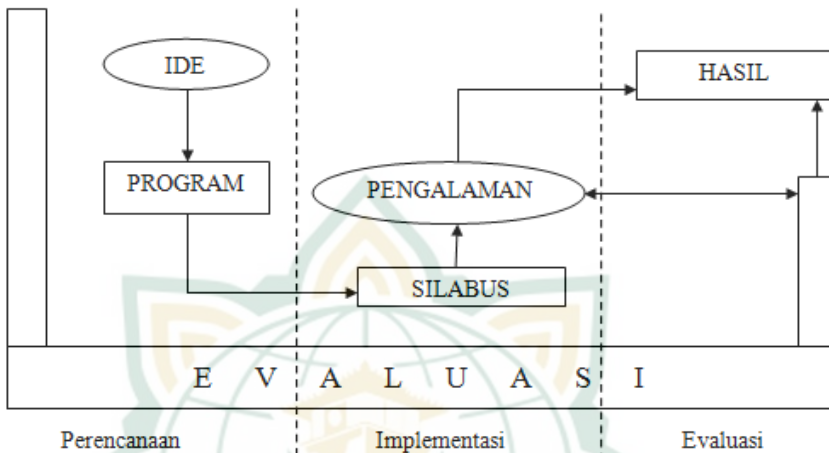 IDE
HASIL
PROGRAM
PENGALAMAN
SILABUS
E V A L U A S I
Perencanaan Implementasi Evaluasi